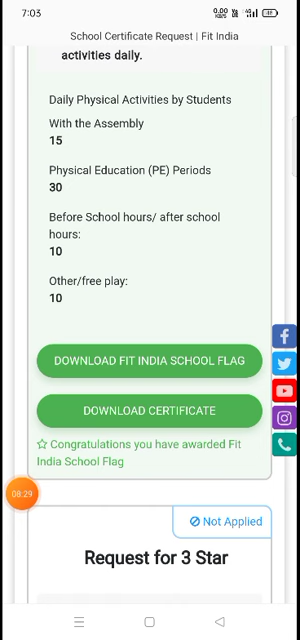 7:03
0.00
KB/S
School Certificate Request | Fit India
activities daily.
Daily Physical Activities by Students
With the Assembly
15
Physical Education (PE) Periods
30
Before School hours/ after school
hours:
10
Other/free play:
10
DOWNLOAD FIT INDIA SCHOOL FLAG
DOWNLOAD CERTIFICATE
Congratulations you have awarded Fit
India School Flag
08:29
Not Applied
Request for 3 Star